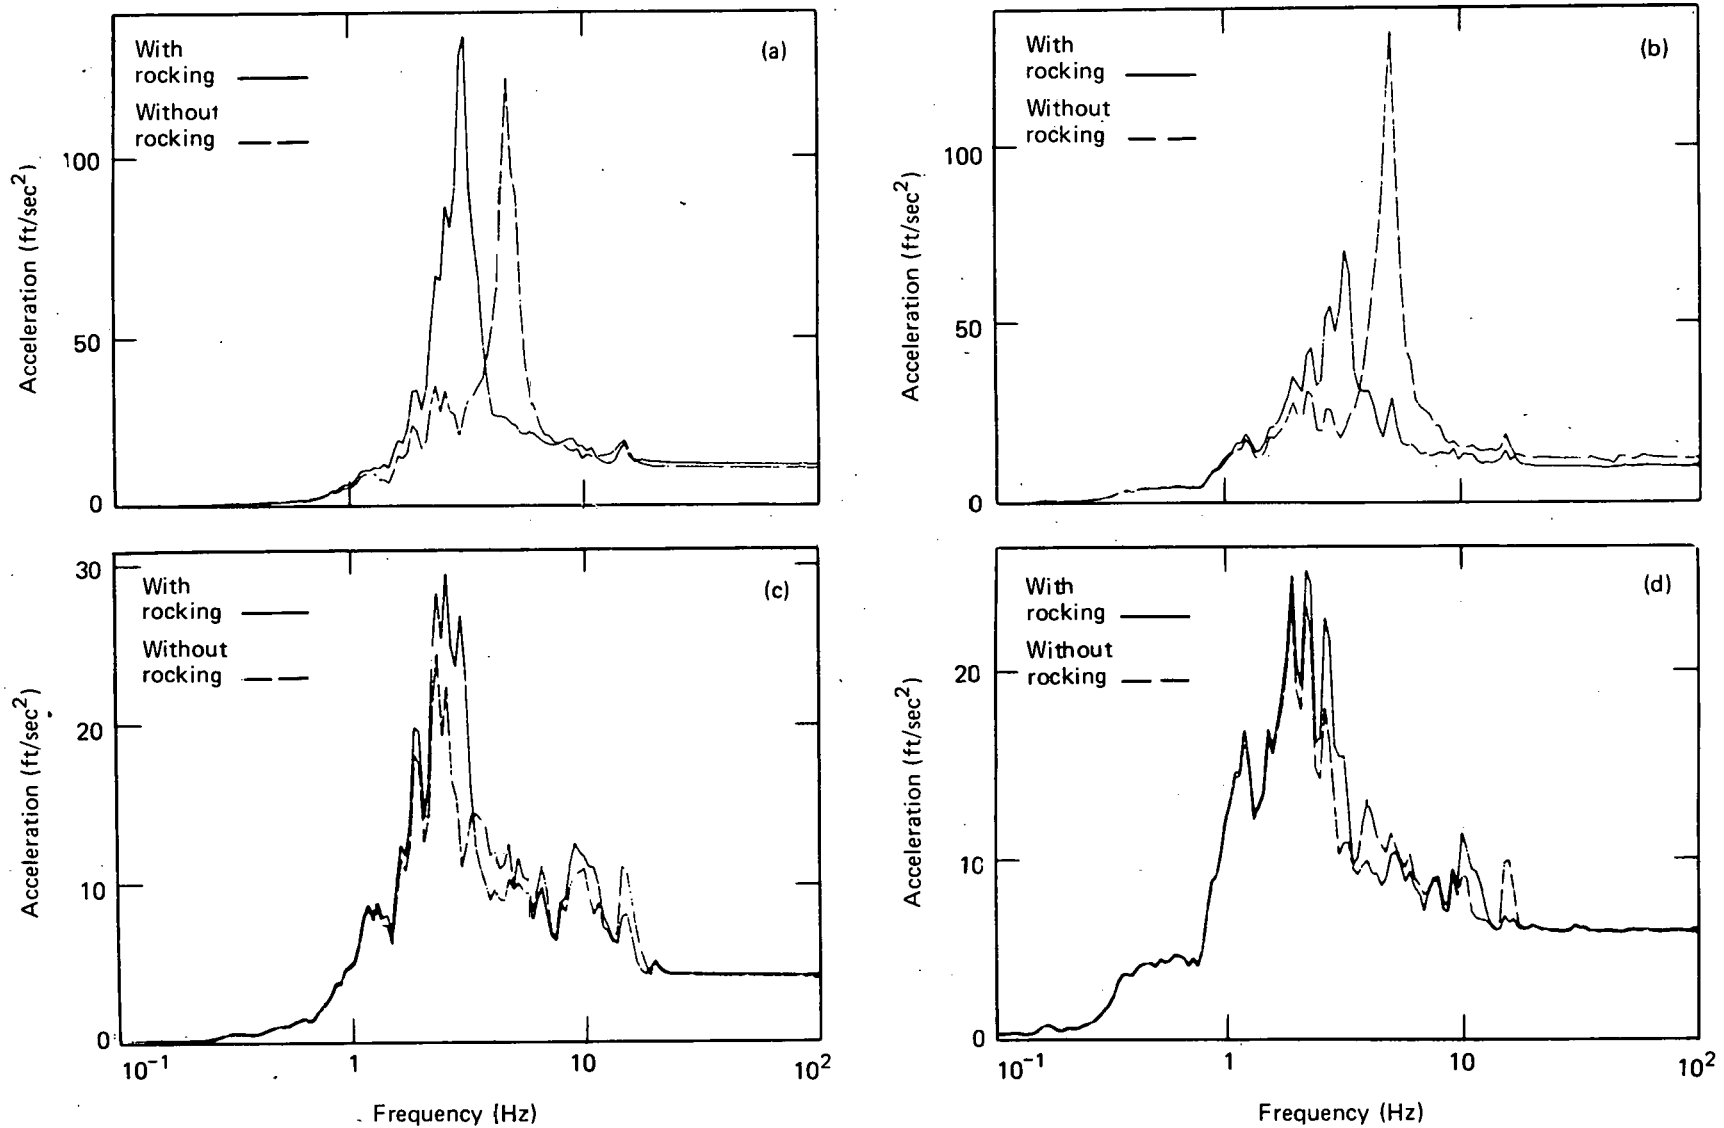 With
rocking
Without
rocking
(a)
100
50
0
Acceleration (ft/sec²)
With
rocking
Without
rocking
(b)
100
50
0
Acceleration (ft/sec²)
With
rocking
Without
rocking
(c)
30
20
10
0
Acceleration (ft/sec²)
10⁻¹
1
10
10²
Frequency (Hz)
With
rocking
Without
rocking
(d)
20
10
0
Acceleration (ft/sec²)
10⁻¹
1
10
10²
Frequency (Hz)